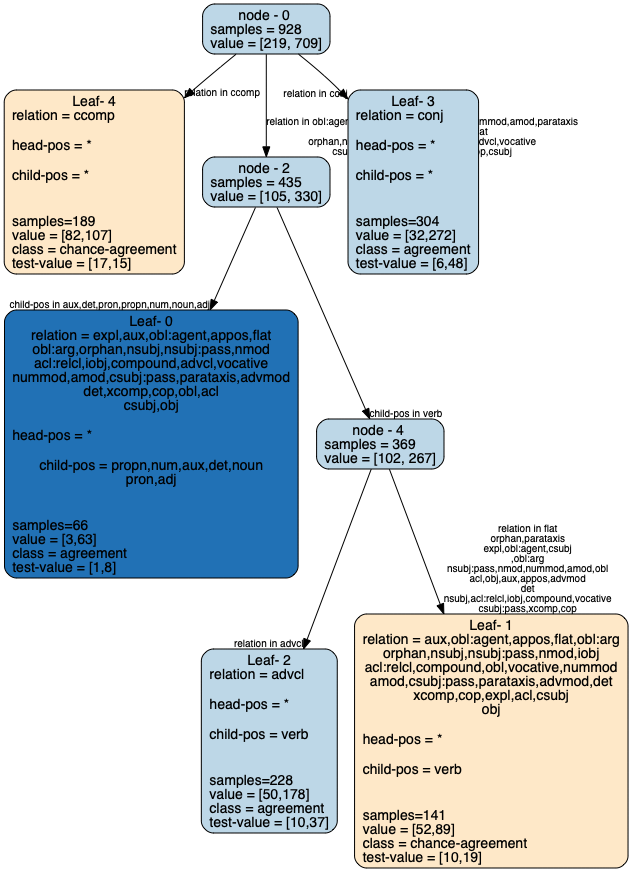 node - 0
samples = 928
value = [219, 709]
relation in ccomp
relation in conj
relation in obl:agent
mmod,amod,parataxis
at
orphan,n
dvcl,vocative
csu
p,csubj
Leaf- 4
relation = ccomp
head-pos = *
child-pos = *
samples=189
value = [82,107]
class = chance-agreement
test-value = [17,15]
Leaf- 3
relation = conj
head-pos = *
child-pos = *
samples=304
value = [32,272]
class = agreement
test-value = [6,48]
node - 2
samples = 435
value = [105, 330]
child-pos in aux,det,pron,propn,num,noun,adj
Leaf- 0
relation = expl,aux,obl:agent,appos,flat
obl:arg,orphan,nsubj,nsubj:pass,nmod
acl:relcl,iobj,compound,advcl,vocative
nummod,amod,csubj:pass,parataxis,advmod
det,xcomp,cop,obl,acl
csubj,obj
head-pos = *
child-pos = propn,num,aux,det,noun
pron,adj
samples=66
value = [3,63]
class = agreement
test-value = [1,8]
child-pos in verb
node - 4
samples = 369
value = [102, 267]
relation in advcl
Leaf- 2
relation = advcl
head-pos = *
child-pos = verb
samples=228
value = [50,178]
class = agreement
test-value = [10,37]
relation in flat
orphan,parataxis
expl,obl:agent,csubj
,obl:arg
nsubj:pass,nmod,nummod,amod,obl
acl,obj,aux,appos,advmod
det
nsubj,acl:relcl,iobj,compound,vocative
csubj:pass,xcomp,cop
Leaf- 1
relation = aux,obl:agent,appos,flat,obl:arg
orphan,nsubj,nsubj:pass,nmod,iobj
acl:relcl,compound,obl,vocative,nummod
amod,csubj:pass,parataxis,advmod,det
xcomp,cop,expl,acl,csubj
obj
head-pos = *
child-pos = verb
samples=141
value = [52,89]
class = chance-agreement
test-value = [10,19]